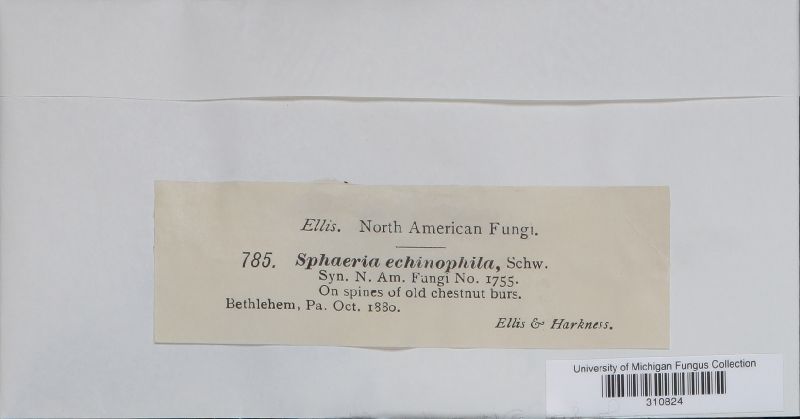 Ellis. North American Fungi.
785. Sphaeria echinophila, Schw.
Syn. N. Am. Fungi No. 1755.
On spines of old chestnut burs.
Bethlehem, Pa. Oct. 1880.
Ellis & Harkness.
University of Michigan Fungus Collection
310824